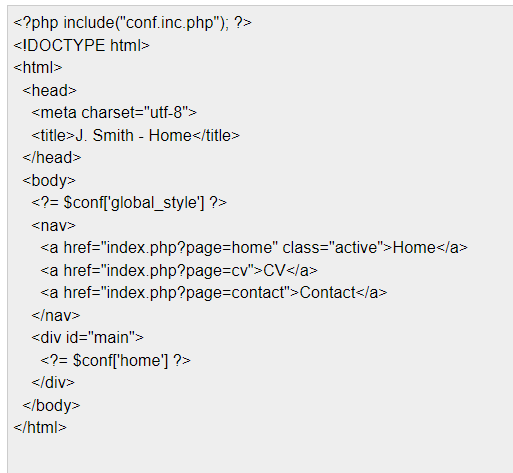 <?php include("conf.inc.php"); ?>
<!DOCTYPE html>
<html>
<head>
<meta charset="utf-8">
<title>J. Smith - Home</title>
</head>
<body>
<?= $conf['global_style'] ?>
<nav>
<a href="index.php?page=home" class="active">Home</a>
<a href="index.php?page=cv">CV</a>
<a href="index.php?page=contact">Contact</a>
</nav>
<div id="main">
<?= $conf['home'] ?>
</div>
</body>
</html>